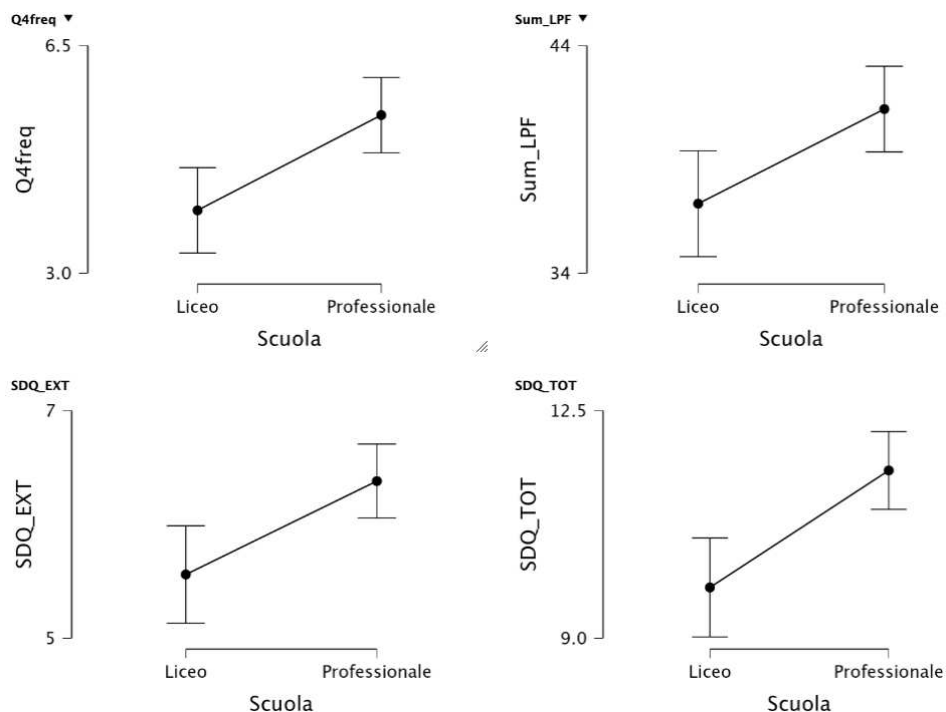 Q4freq ▼
6.5
Q4freq
3.0
Liceo
Professionale
Scuola
Sum_LPF ▼
44
Sum_LPF
34
Liceo
Professionale
Scuola
SDQ_EXT
7
SDQ_EXT
5
Liceo
Professionale
Scuola
SDQ_TOT
12.5
SDQ_TOT
9.0
Liceo
Professionale
Scuola